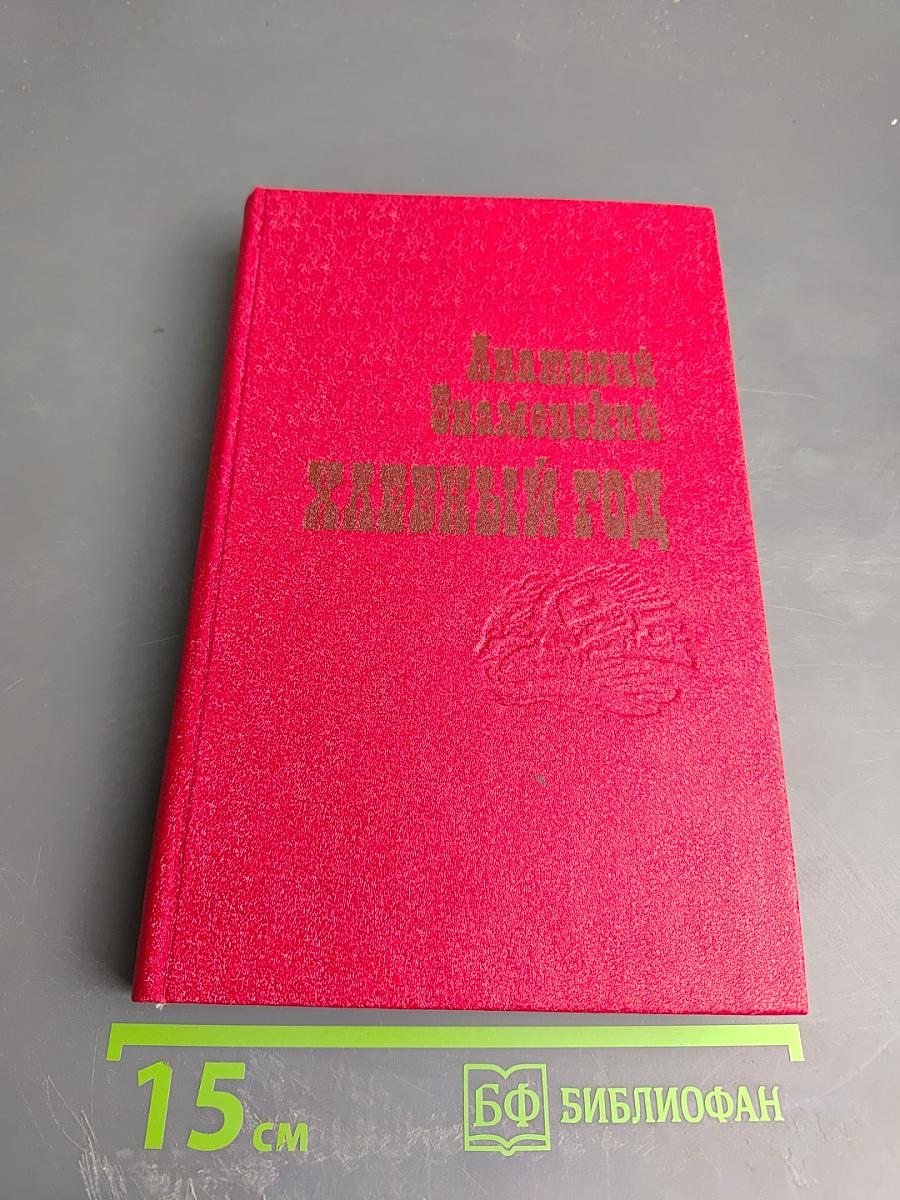 Анатолий
Знаменский
ХЛЕБНЫЙ ГОД
15 см
БФ БИБЛИОФАН